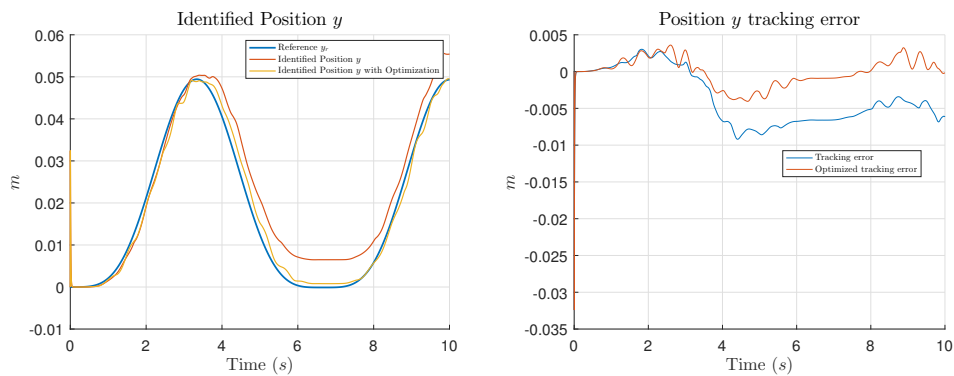 Identified Position y
0.06
0.05
0.04
0.03
0.02
0.01
0
-0.01
m
Reference yᵣ
Identified Position y
Identified Position y with Optimization
0 2 4 6 8 10
Time (s)
Position y tracking error
0.005
0
-0.005
-0.01
-0.015
-0.02
-0.025
-0.03
-0.035
m
Tracking error
Optimized tracking error
0 2 4 6 8 10
Time (s)